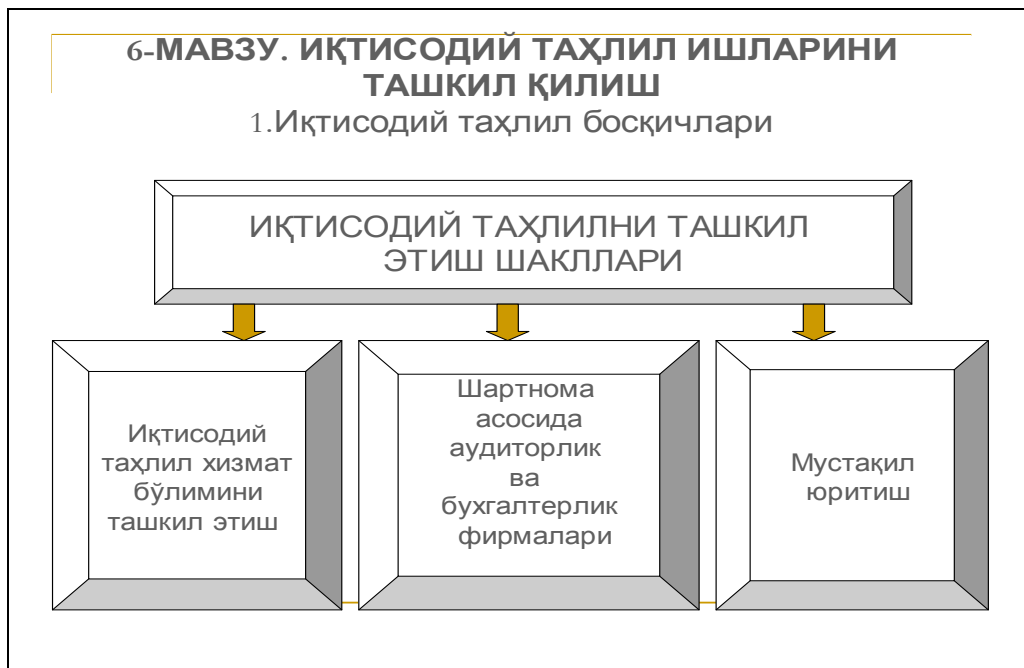 6-МАВЗУ. ИҚТИСОДИЙ ТАҲЛИЛ ИШЛАРИНИ
ТАШКИЛ ҚИЛИШ
1.Иқтисодий таҳлил босқичлари
ИҚТИСОДИЙ ТАҲЛИЛНИ ТАШКИЛ
ЭТИШ ШАКЛЛАРИ
Иқтисодий
таҳлил хизмат
бўлимини
ташкил этиш
Шартнома
асосида
аудиторлик
ва
бухгалтерлик
фирмалари
Мустақил
юритиш